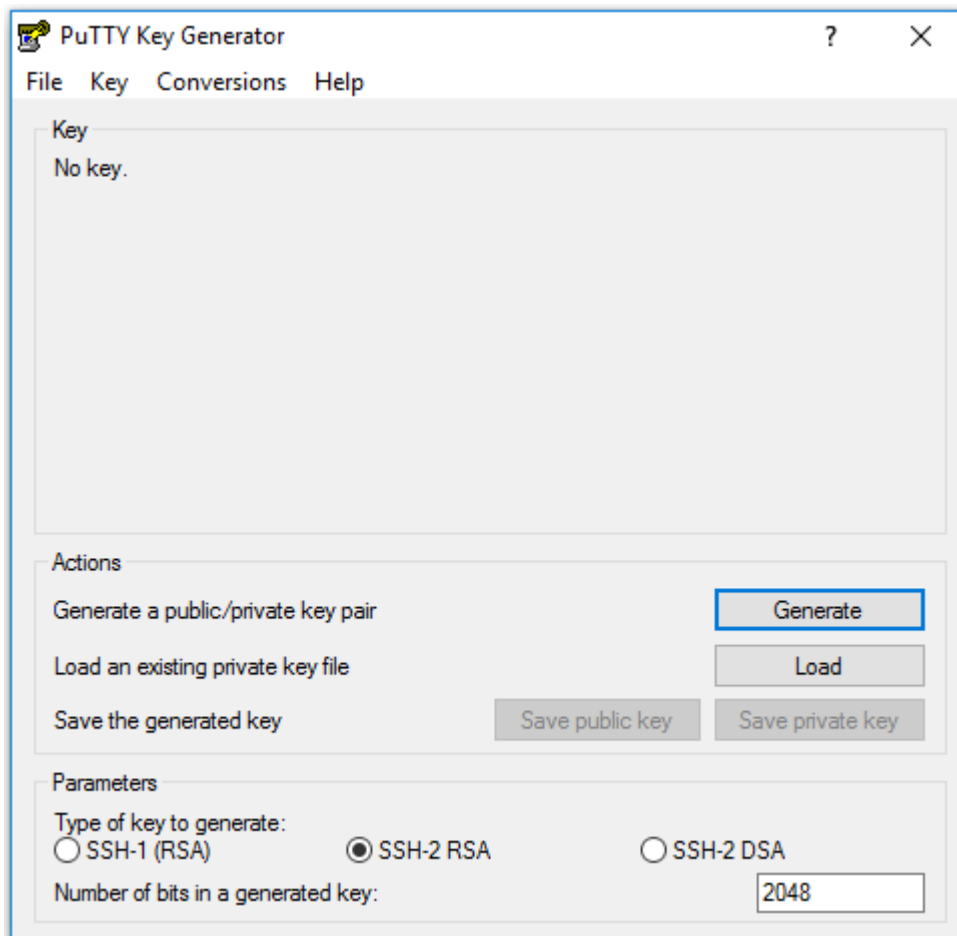 PuTTY Key Generator ?
File Key Conversions Help
Key
No key.
Actions
Generate a public/private key pair Generate
Load an existing private key file Load
Save the generated key Save public key Save private key
Parameters
Type of key to generate:
SSH-1 (RSA) SSH-2 RSA SSH-2 DSA
Number of bits in a generated key: 2048